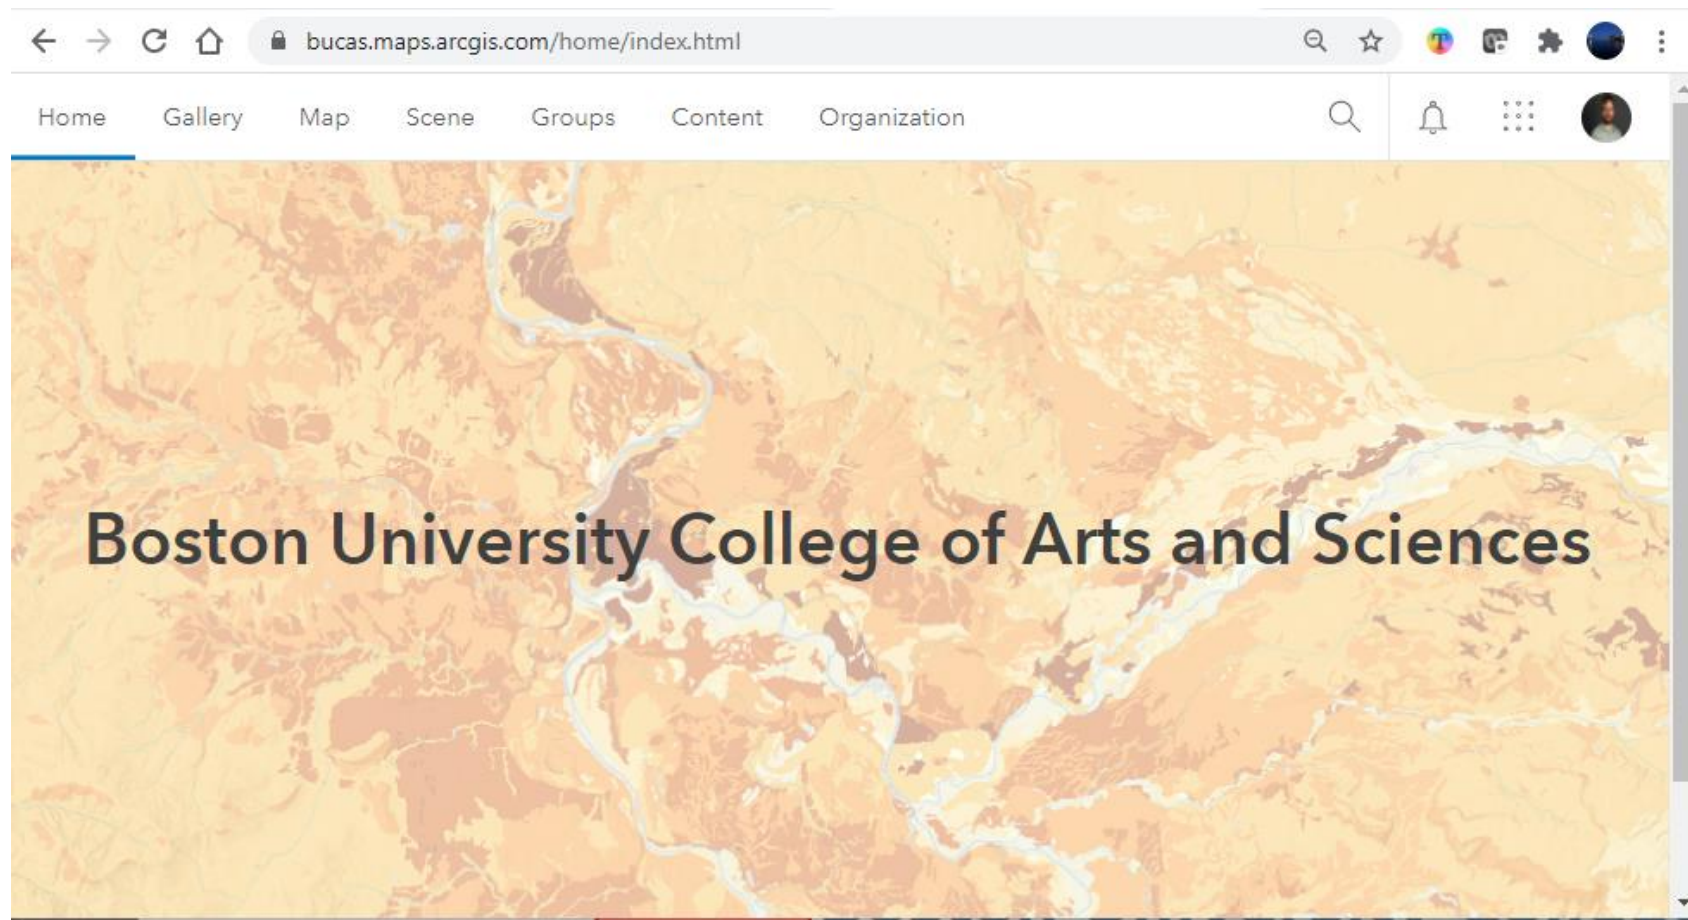 bucas.maps.arcgis.com/home/index.html
Home Gallery Map Scene Groups Content Organization
Boston University College of Arts and Sciences